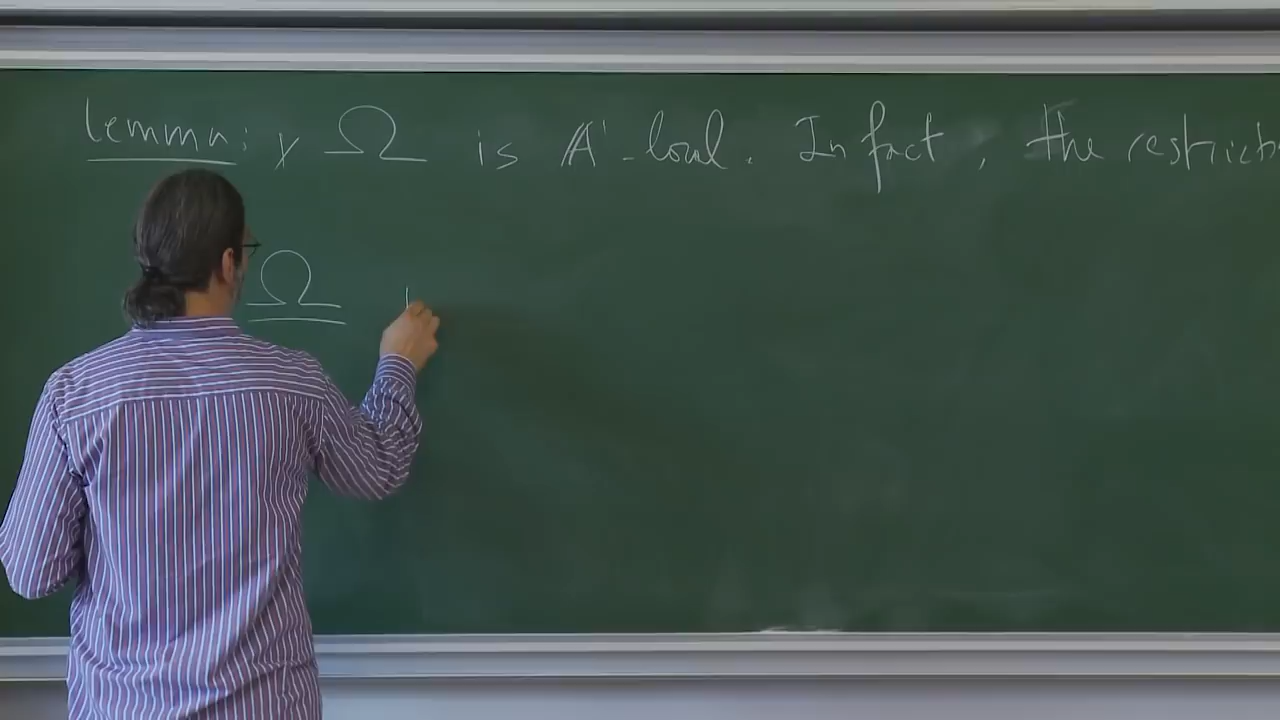 Lemma: γ Ω is A¹-local. In fact, the restrict
Ω